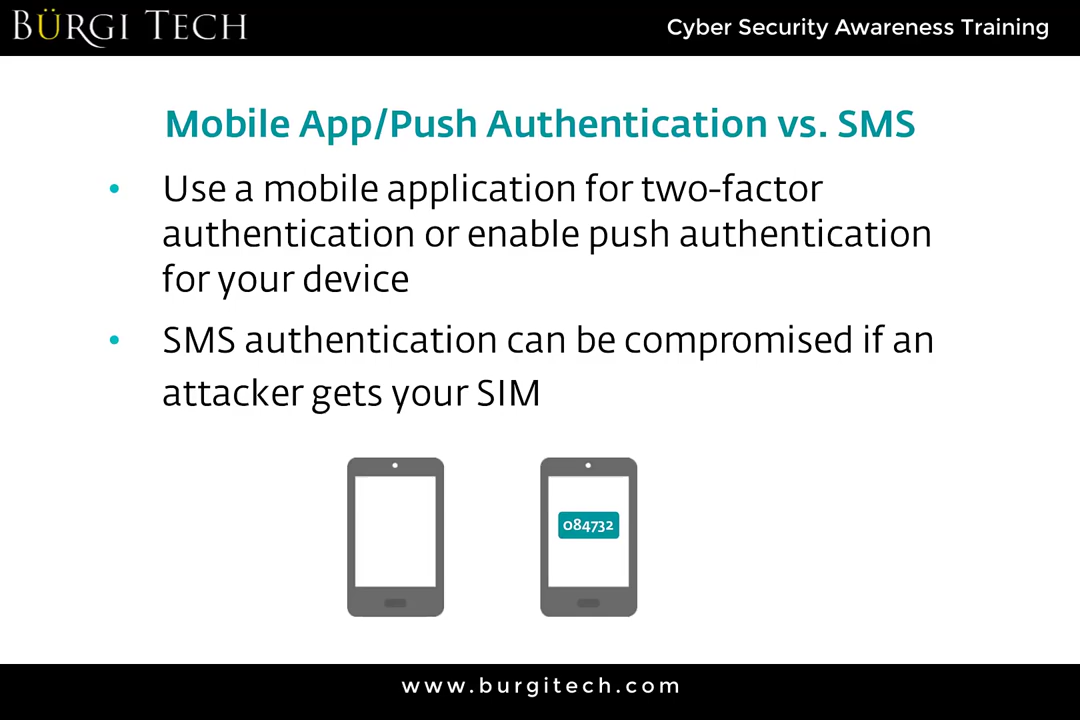 BÜRGI TECH
Cyber Security Awareness Training
Mobile App/Push Authentication vs. SMS
• Use a mobile application for two-factor
authentication or enable push authentication
for your device
• SMS authentication can be compromised if an
attacker gets your SIM
084732
www.burgitech.com